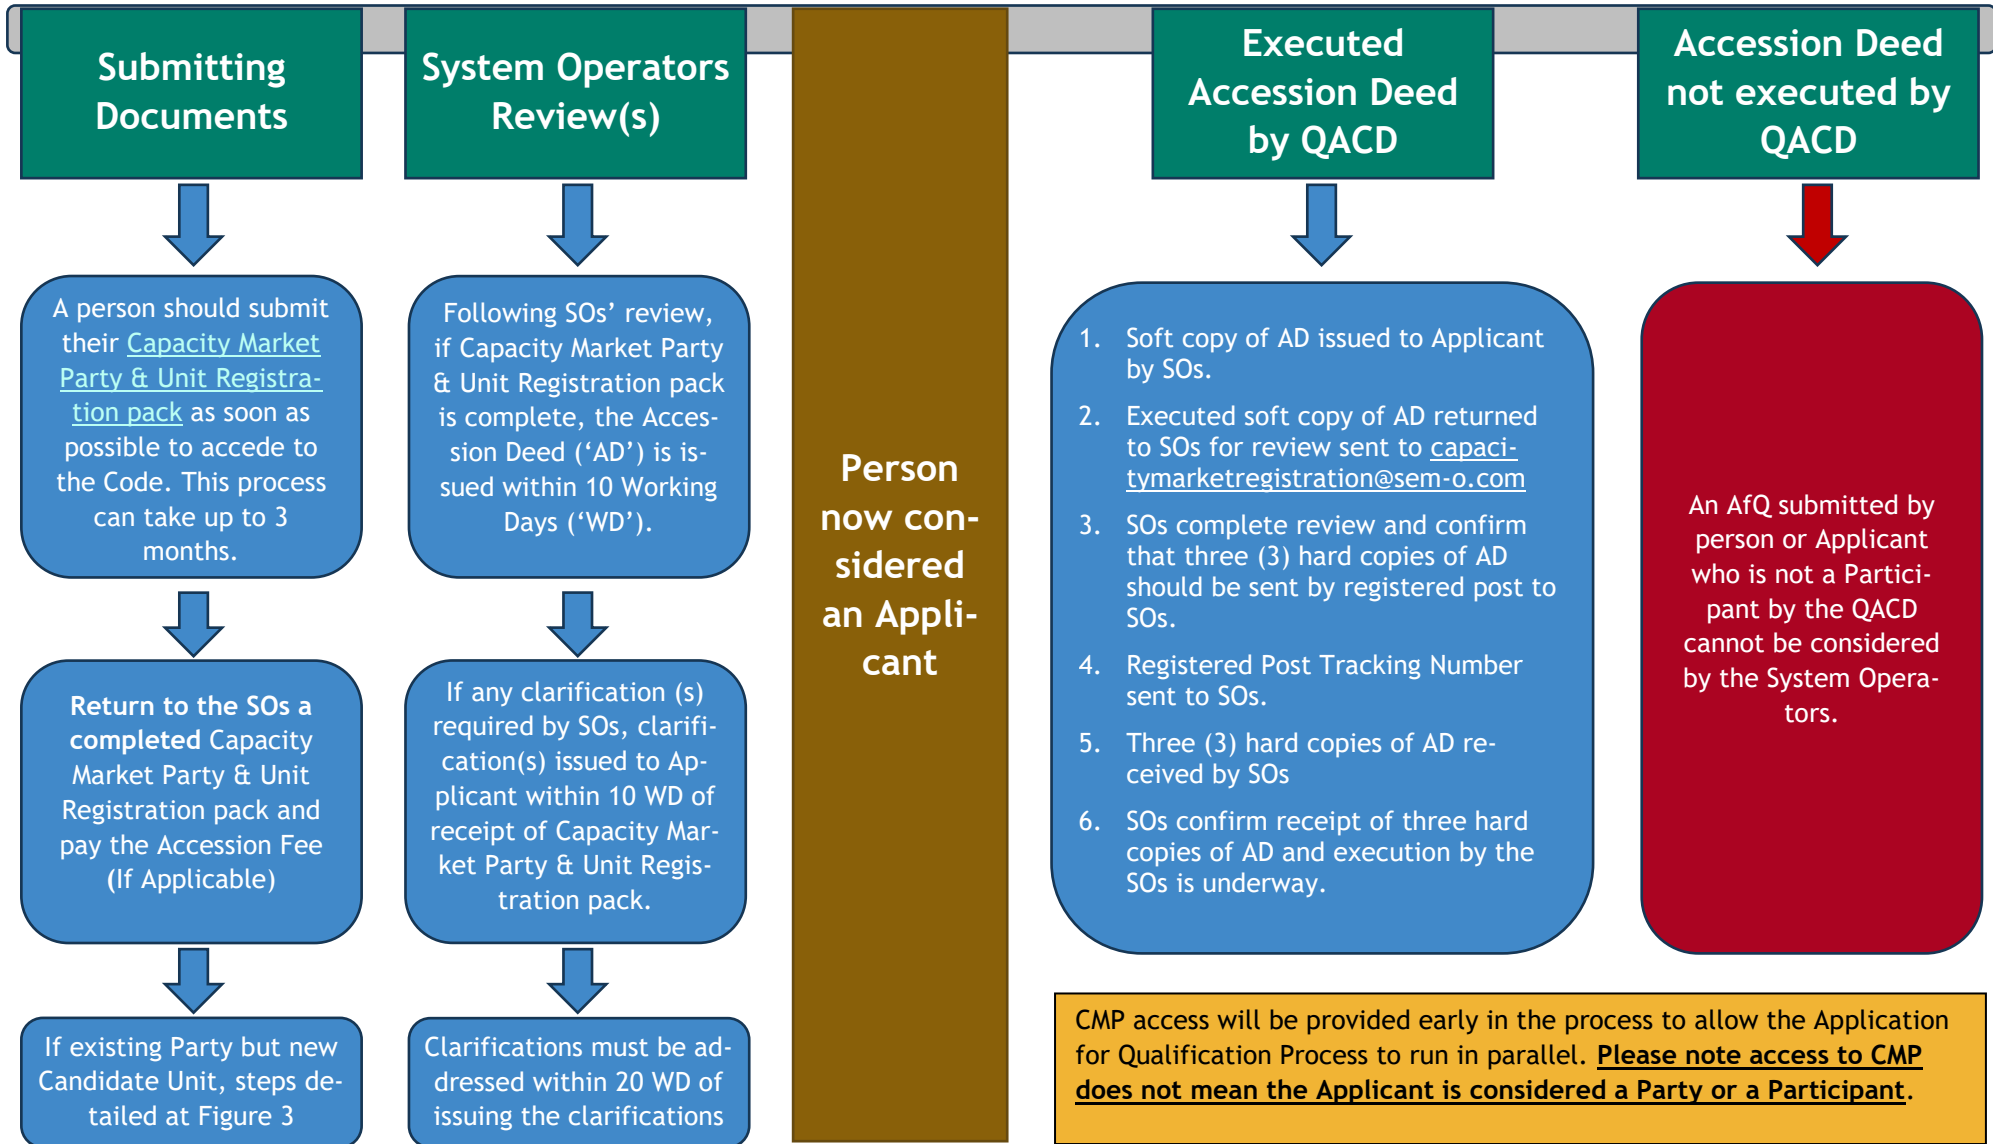 Submitting
Documents
A person should submit
their Capacity Market
Party & Unit Registra-
tion pack as soon as
possible to accede to
the Code. This process
can take up to 3
months.
Return to the SOs a
completed Capacity
Market Party & Unit
Registration pack and
pay the Accession Fee
(If Applicable)
If existing Party but new
Candidate Unit, steps de-
tailed at Figure 3
System Operators
Review(s)
Following SOs’ review,
if Capacity Market Party
& Unit Registration pack
is complete, the Acces-
sion Deed (‘AD’) is is-
sued within 10 Working
Days (‘WD’).
If any clarification (s)
required by SOs, clarifi-
cation(s) issued to Ap-
plicant within 10 WD of
receipt of Capacity Mar-
ket Party & Unit Regis-
tration pack.
Clarifications must be ad-
dressed within 20 WD of
issuing the clarifications
Person
now con-
sidered
an Appli-
cant
Executed
Accession Deed
by QACD
1. Soft copy of AD issued to Applicant
by SOs.
2. Executed soft copy of AD returned
to SOs for review sent to capaci-
tymarketregistration@sem-o.com
3. SOs complete review and confirm
that three (3) hard copies of AD
should be sent by registered post to
SOs.
4. Registered Post Tracking Number
sent to SOs.
5. Three (3) hard copies of AD re-
ceived by SOs
6. SOs confirm receipt of three hard
copies of AD and execution by the
SOs is underway.
Accession Deed
not executed by
QACD
An AfQ submitted by
person or Applicant
who is not a Partici-
pant by the QACD
cannot be considered
by the System Opera-
tors.
CMP access will be provided early in the process to allow the Application
for Qualification Process to run in parallel. Please note access to CMP
does not mean the Applicant is considered a Party or a Participant.